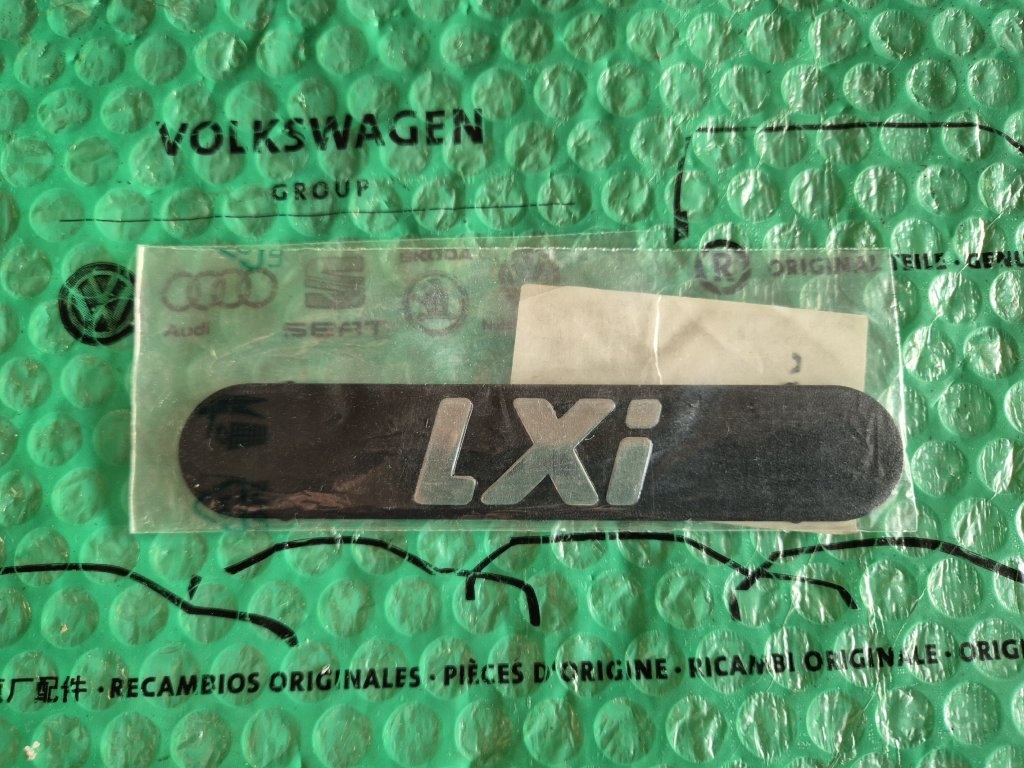 VOLKSWAGEN
GROUP
Audi
SEAT
ŠKODA
® ORIGINAL TEILE · GENU
LXi
原厂配件 · RECAMBIOS ORIGINALES · PIÈCES D'ORIGINE · RICAMBI ORIGINALE · ORIG